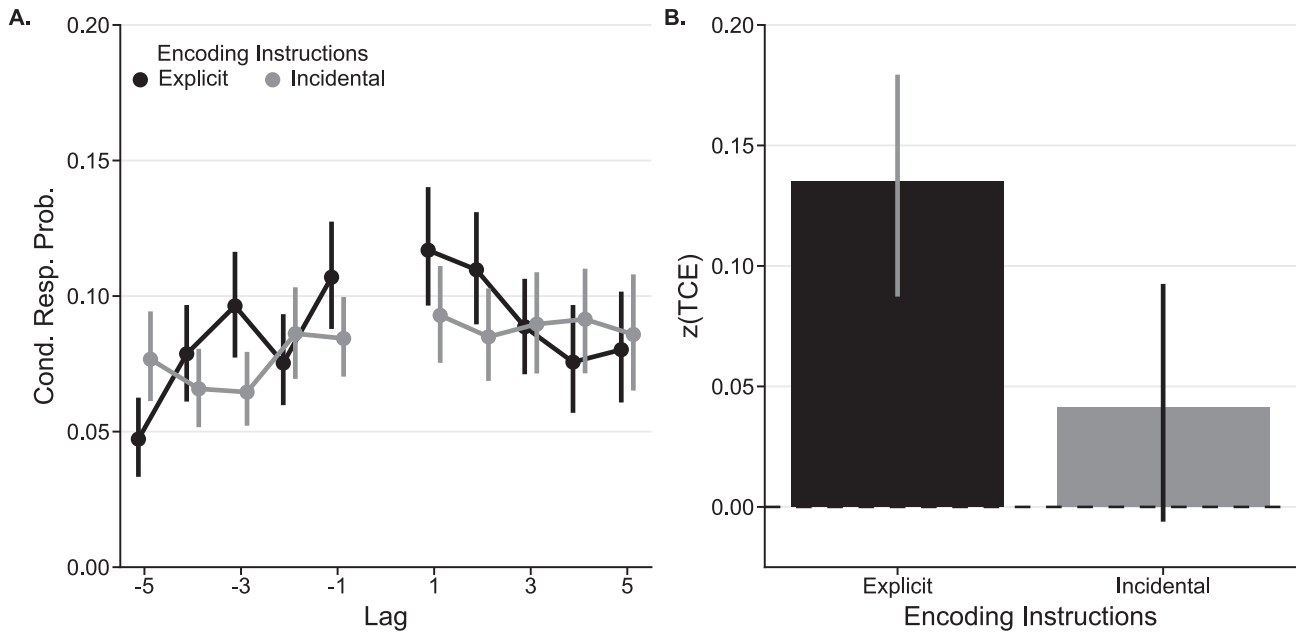 A.
Encoding Instructions
Explicit Incidental
Cond. Resp. Prob.
0.20
0.15
0.10
0.05
0.00
-5 -3 -1 1 3 5
Lag
B.
z(TCE)
0.20
0.15
0.10
0.05
0.00
Explicit Incidental
Encoding Instructions